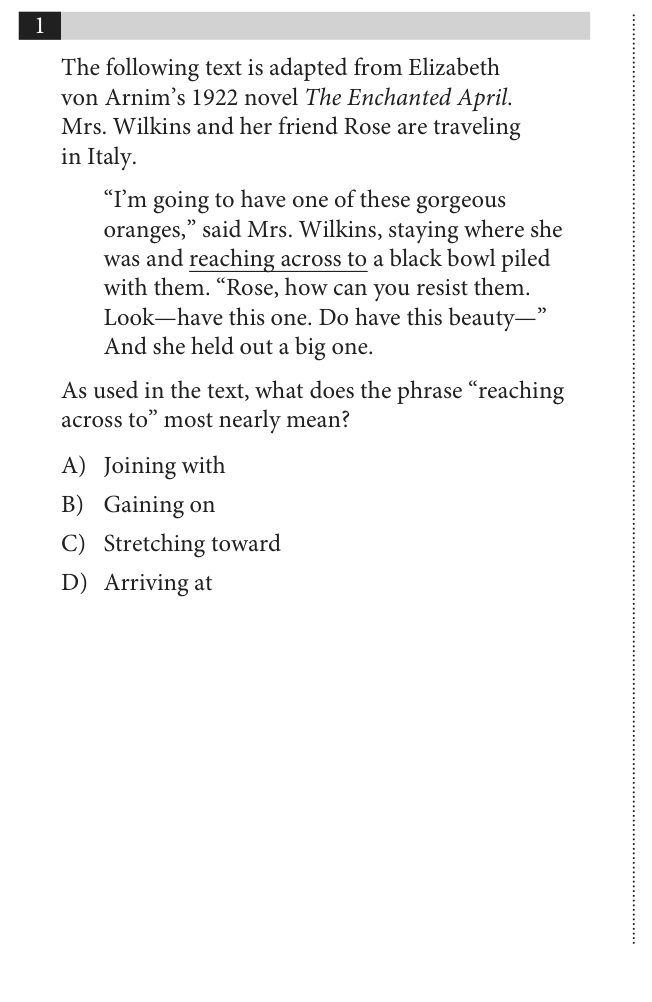 1
The following text is adapted from Elizabeth
von Arnim’s 1922 novel The Enchanted April.
Mrs. Wilkins and her friend Rose are traveling
in Italy.
“I’m going to have one of these gorgeous
oranges,” said Mrs. Wilkins, staying where she
was and reaching across to a black bowl piled
with them. “Rose, how can you resist them.
Look—have this one. Do have this beauty—”
And she held out a big one.
As used in the text, what does the phrase “reaching
across to” most nearly mean?
A) Joining with
B) Gaining on
C) Stretching toward
D) Arriving at